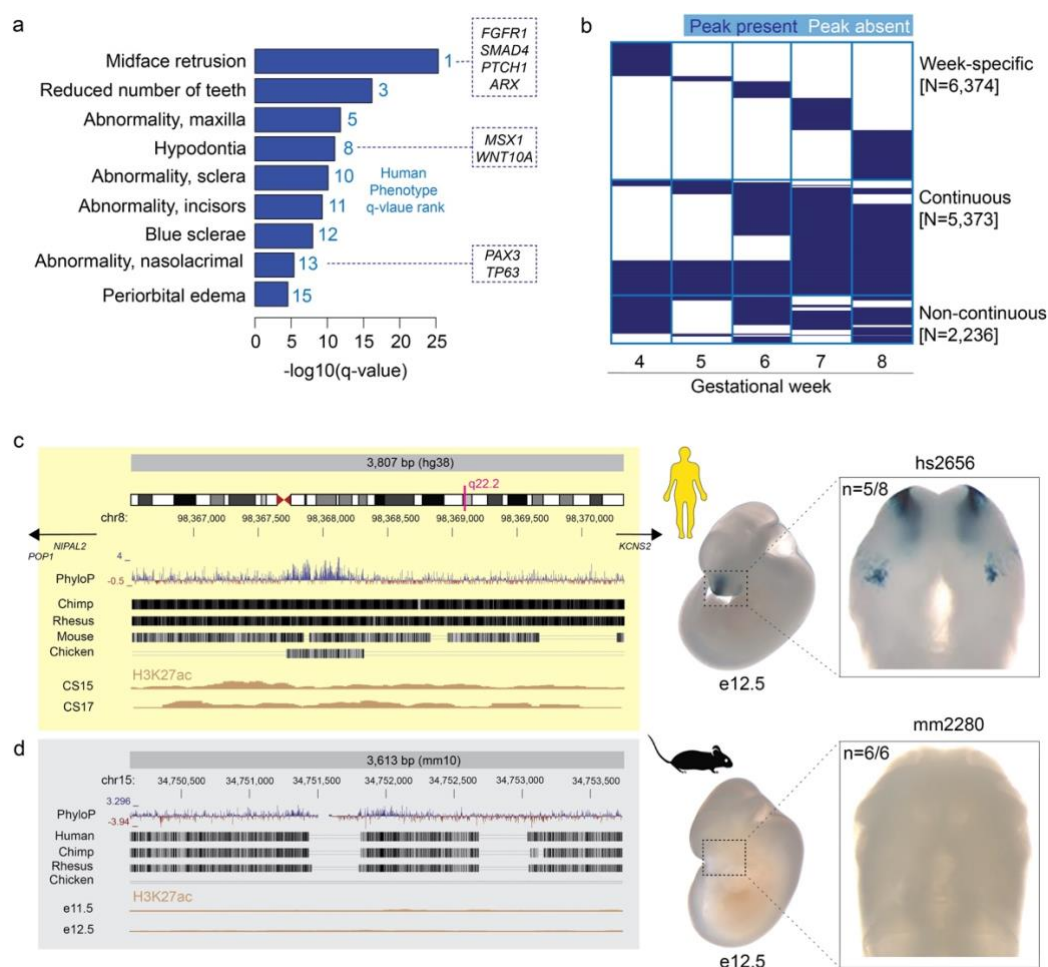 a
Midface retrusion
1
FGFR1
SMAD4
PTCH1
ARX
Reduced number of teeth
3
Abnormality, maxilla
5
Hypodontia
8
MSX1
WNT10A
Abnormality, sclera
10
Human
Phenotype
q-vlaue rank
Abnormality, incisors
11
Blue sclerae
12
Abnormality, nasolacrimal
13
PAX3
TP63
Periorbital edema
15
0 5 10 15 20 25
-log10(q-value)
b
Peak present Peak absent
Week-specific
[N=6,374]
Continuous
[N=5,373]
Non-continuous
[N=2,236]
4 5 6 7 8
Gestational week
c
3,807 bp (hg38)
q22.2
chr8: 98,367,000 98,367,500 98,368,000 98,368,500 98,369,000 98,369,500 98,370,000
NIPAL2
POP1
KCNS2
4
PhyloP
-0.5
Chimp
Rhesus
Mouse
Chicken
H3K27ac
CS15
CS17
e12.5
hs2656
n=5/8
d
3,613 bp (mm10)
chr15: 34,750,500 34,751,000 34,751,500 34,752,000 34,752,500 34,753,000 34,753,500
3.296
PhyloP
-3.94
Human
Chimp
Rhesus
Chicken
H3K27ac
e11.5
e12.5
e12.5
mm2280
n=6/6